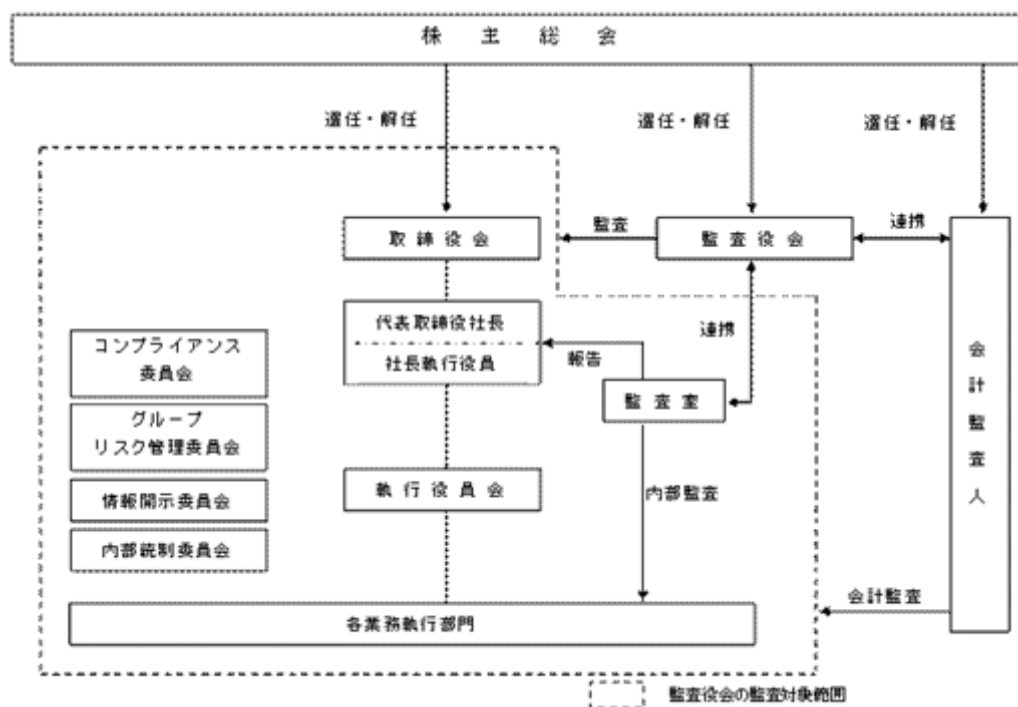 株主総会
選任・解任
選任・解任
選任・解任
取締役会
監査
監査役会
連携
代表取締役社長
社長執行役員
報告
連携
監査室
コンプライアンス
委員会
グループ
リスク管理委員会
情報開示委員会
内部統制委員会
執行役員会
内部監査
会計監査人
会計監査
各業務執行部門
監査役会の監査対象範囲